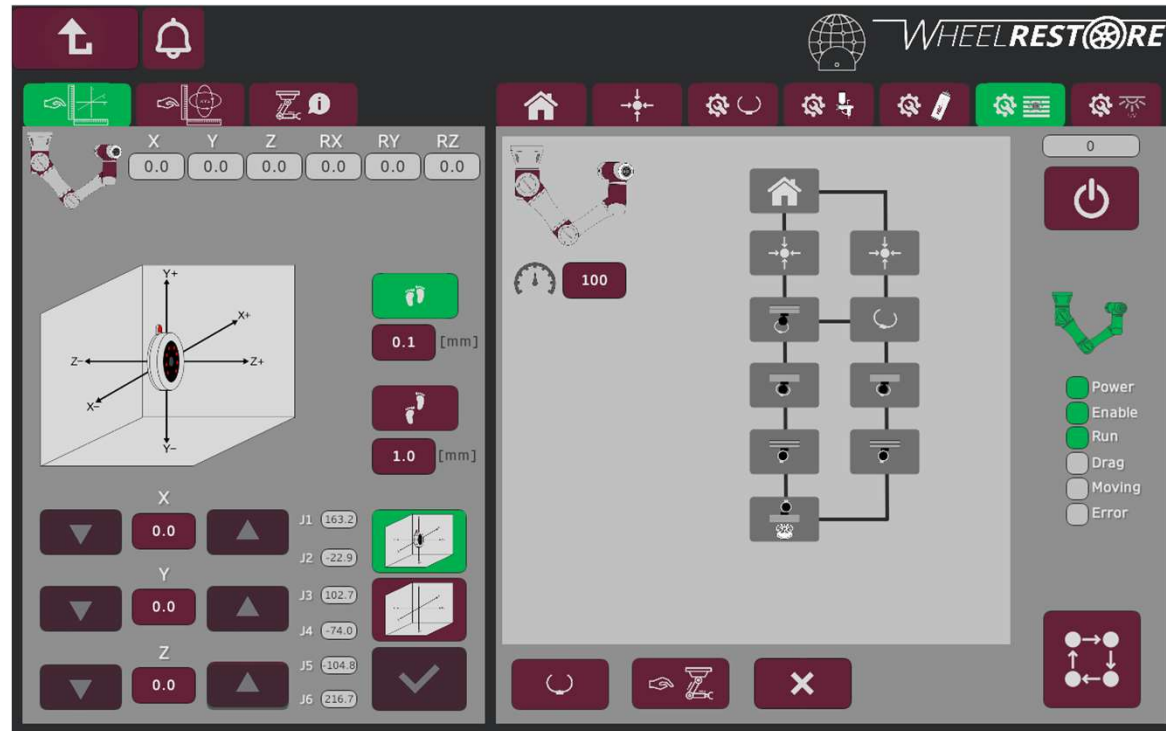 WHEELRESTORE
X Y Z RX RY RZ
0.0 0.0 0.0 0.0 0.0 0.0
0
100
Y+
X+
Z-
Z+
X-
Y-
0.1 [mm]
1.0 [mm]
Power
Enable
Run
Drag
Moving
Error
X
0.0
Y
0.0
Z
0.0
J1 163.2
J2 -22.9
J3 102.7
J4 -74.0
J5 -104.8
J6 216.7